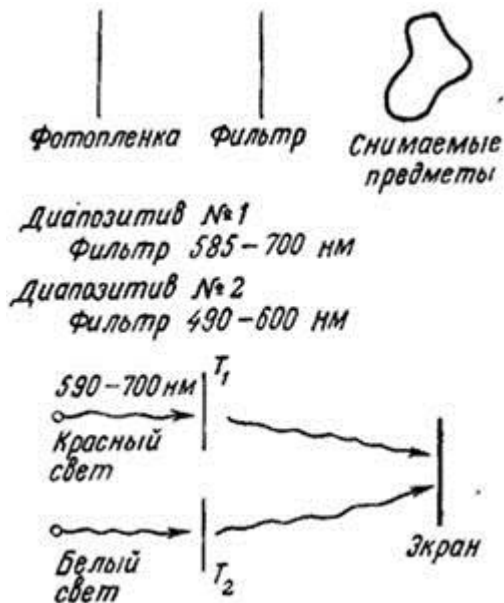 Фотопленка Фильтр Снимаемые
предметы
Диапозитив №1
Фильтр 585–700 нм
Диапозитив №2
Фильтр 490–600 нм
590–700 нм T₁
Красный
свет
Экран
Белый
свет T₂